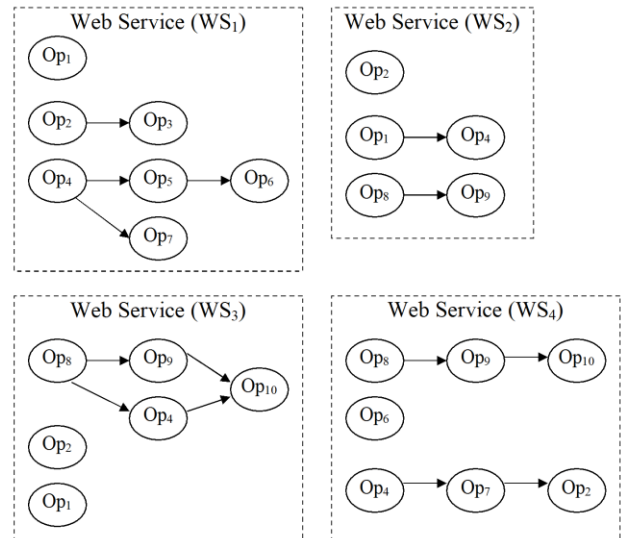 Web Service (WS₁)
Op₁
Op₂ Op₃
Op₄ Op₅ Op₆
Op₇
Web Service (WS₂)
Op₂
Op₁ Op₄
Op₈ Op₉
Web Service (WS₃)
Op₈ Op₉
Op₁₀
Op₄
Op₂
Op₁
Web Service (WS₄)
Op₈ Op₉ Op₁₀
Op₆
Op₄ Op₇ Op₂